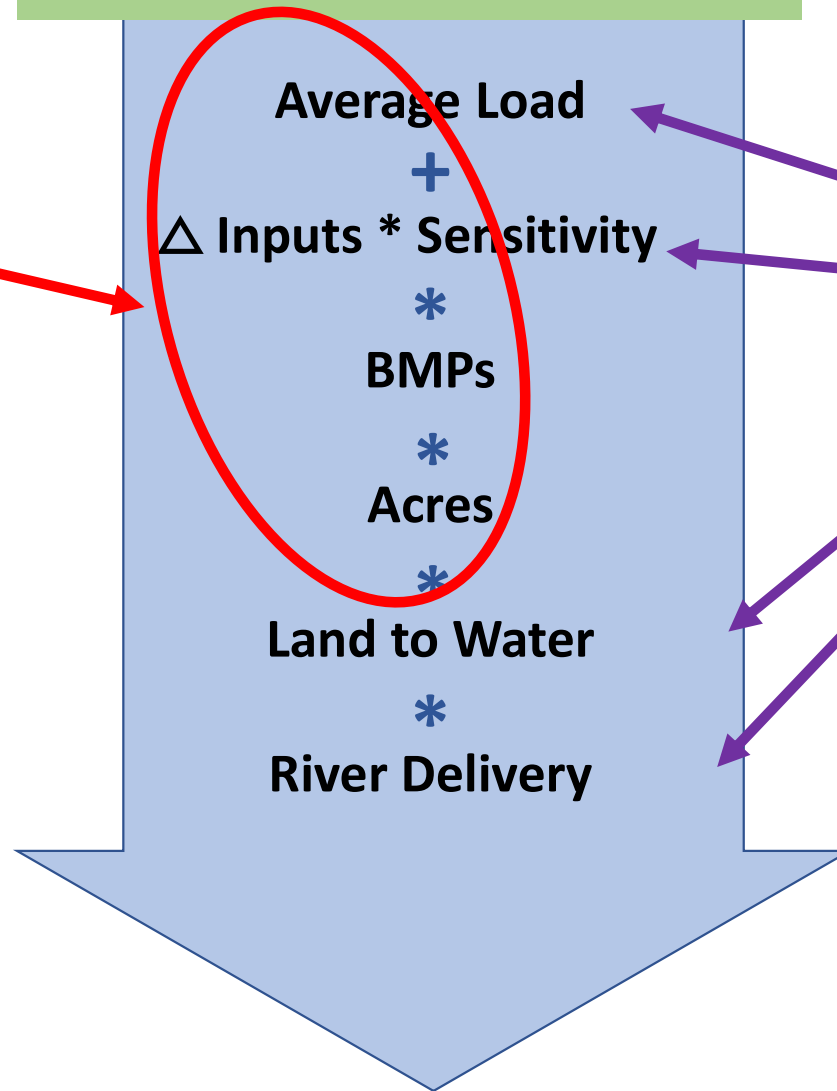 Average Load
+
△ Inputs * Sensitivity
*
BMPs
*
Acres
*
Land to Water
*
River Delivery